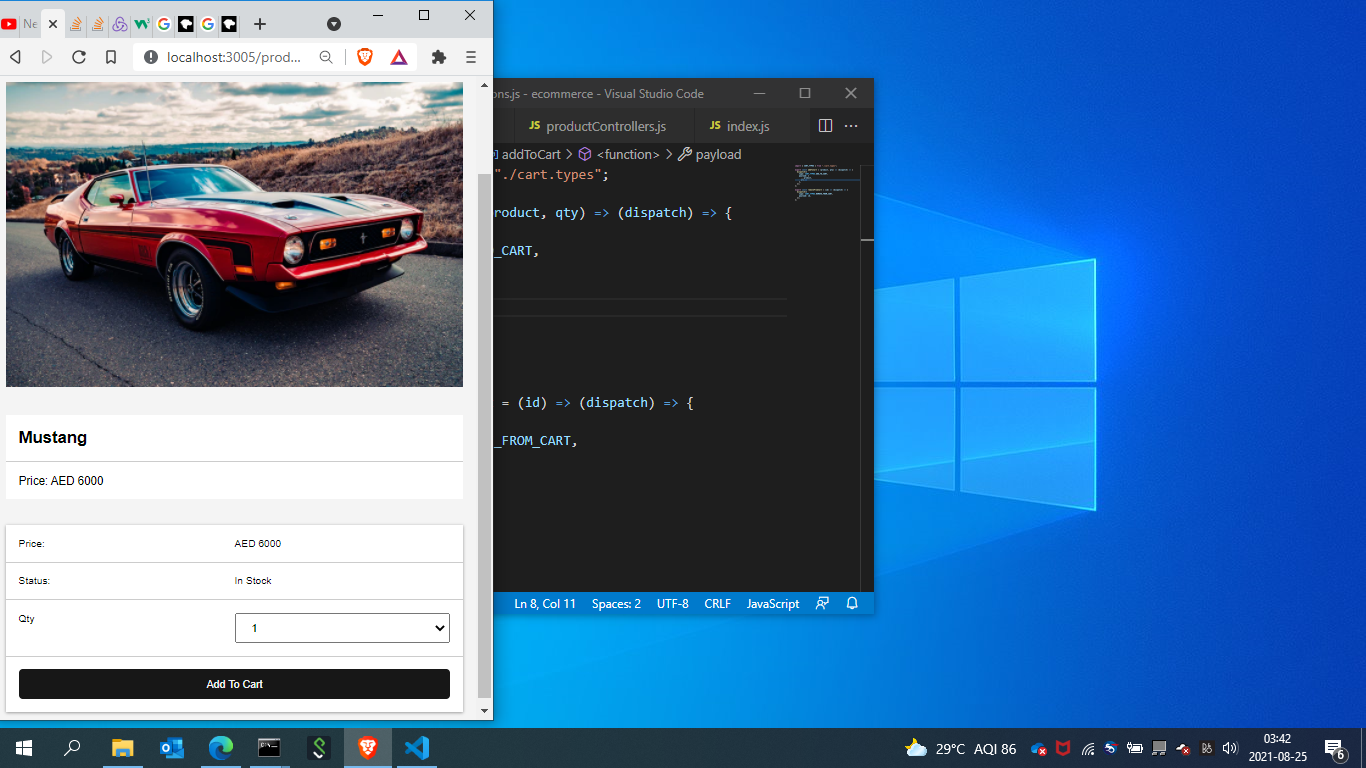 Ne
localhost:3005/prod...
Mustang
Price: AED 6000
Price: AED 6000
Status: In Stock
Qty 1
Add To Cart
ons.js - ecommerce - Visual Studio Code
JS productControllers.js JS index.js
addToCart > <function> > payload
"./cart.types";
roduct, qty) => (dispatch) => {
_CART,
= (id) => (dispatch) => {
_FROM_CART,
Ln 8, Col 11 Spaces: 2 UTF-8 CRLF JavaScript
29°C AQI 86
03:42
2021-08-25
6